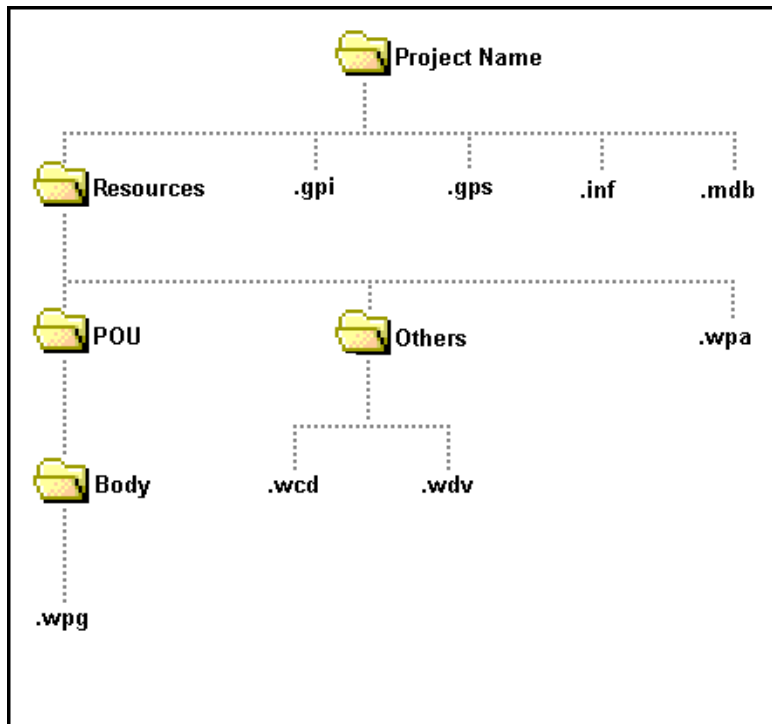 Project Name
Resources
.gpi
.gps
.inf
.mdb
POU
Others
.wpa
Body
.wcd
.wdv
.wpg